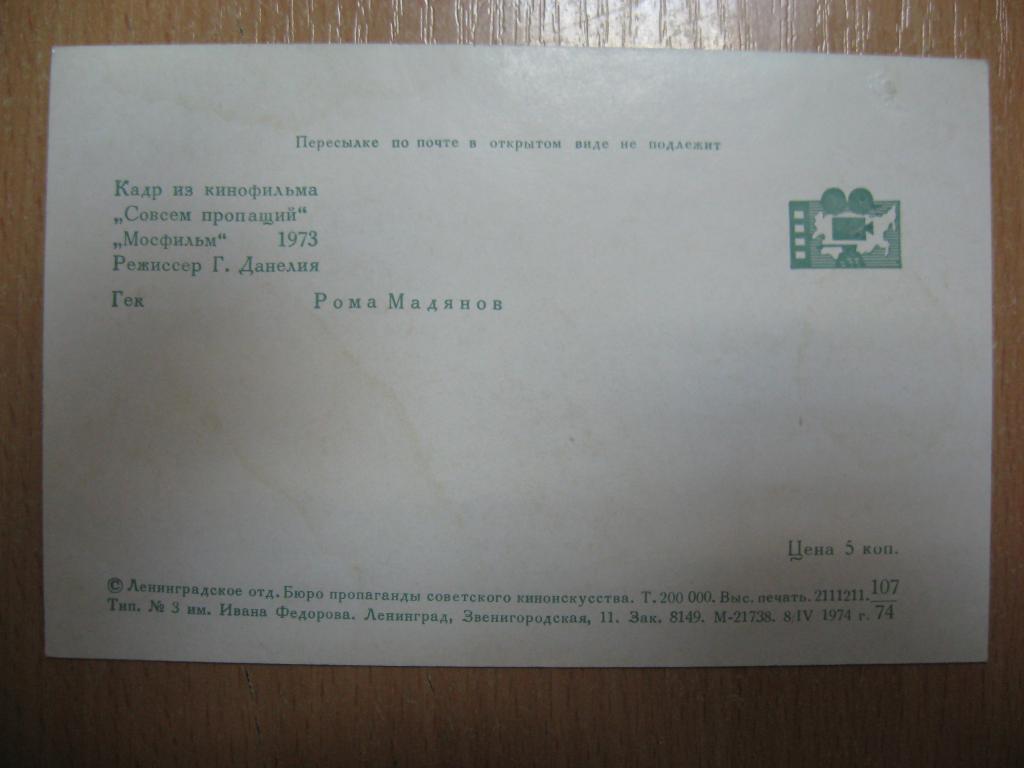 Пересылке по почте в открытом виде не подлежит
Кадр из кинофильма
„Совсем пропащий“
„Мосфильм“ 1973
Режиссер Г. Данелия
Гек Рома Мадянов
Цена 5 коп.
© Ленинградское отд. Бюро пропаганды советского киноискусства. Т. 200 000. Выс. печать. 2111211. 107/74
Тип. № 3 им. Ивана Федорова. Ленинград, Звенигородская, 11. Зак. 8149. М-21738. 8/IV 1974 г.